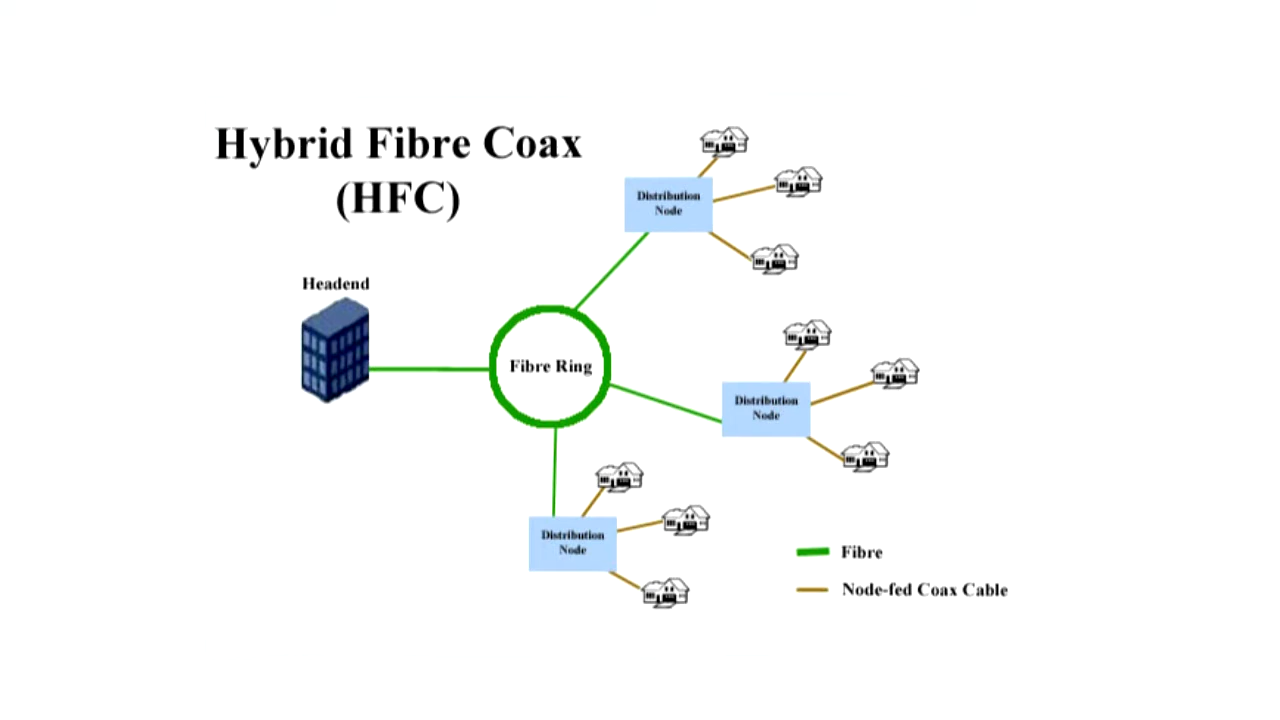 Hybrid Fibre Coax
(HFC)
Headend
Fibre Ring
Distribution
Node
Distribution
Node
Distribution
Node
Fibre
Node-fed Coax Cable